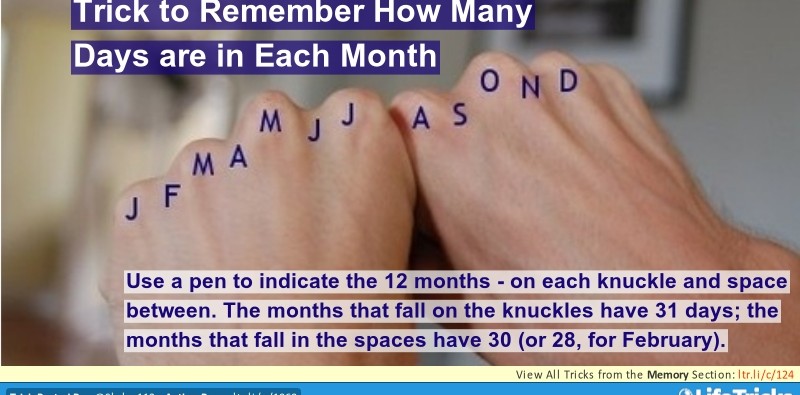 Trick to Remember How Many
Days are in Each Month
J F M A M J J A S O N D
Use a pen to indicate the 12 months - on each knuckle and space
between. The months that fall on the knuckles have 31 days; the
months that fall in the spaces have 30 (or 28, for February).
View All Tricks from the Memory Section: ltr.li/c/124
LifeTricks